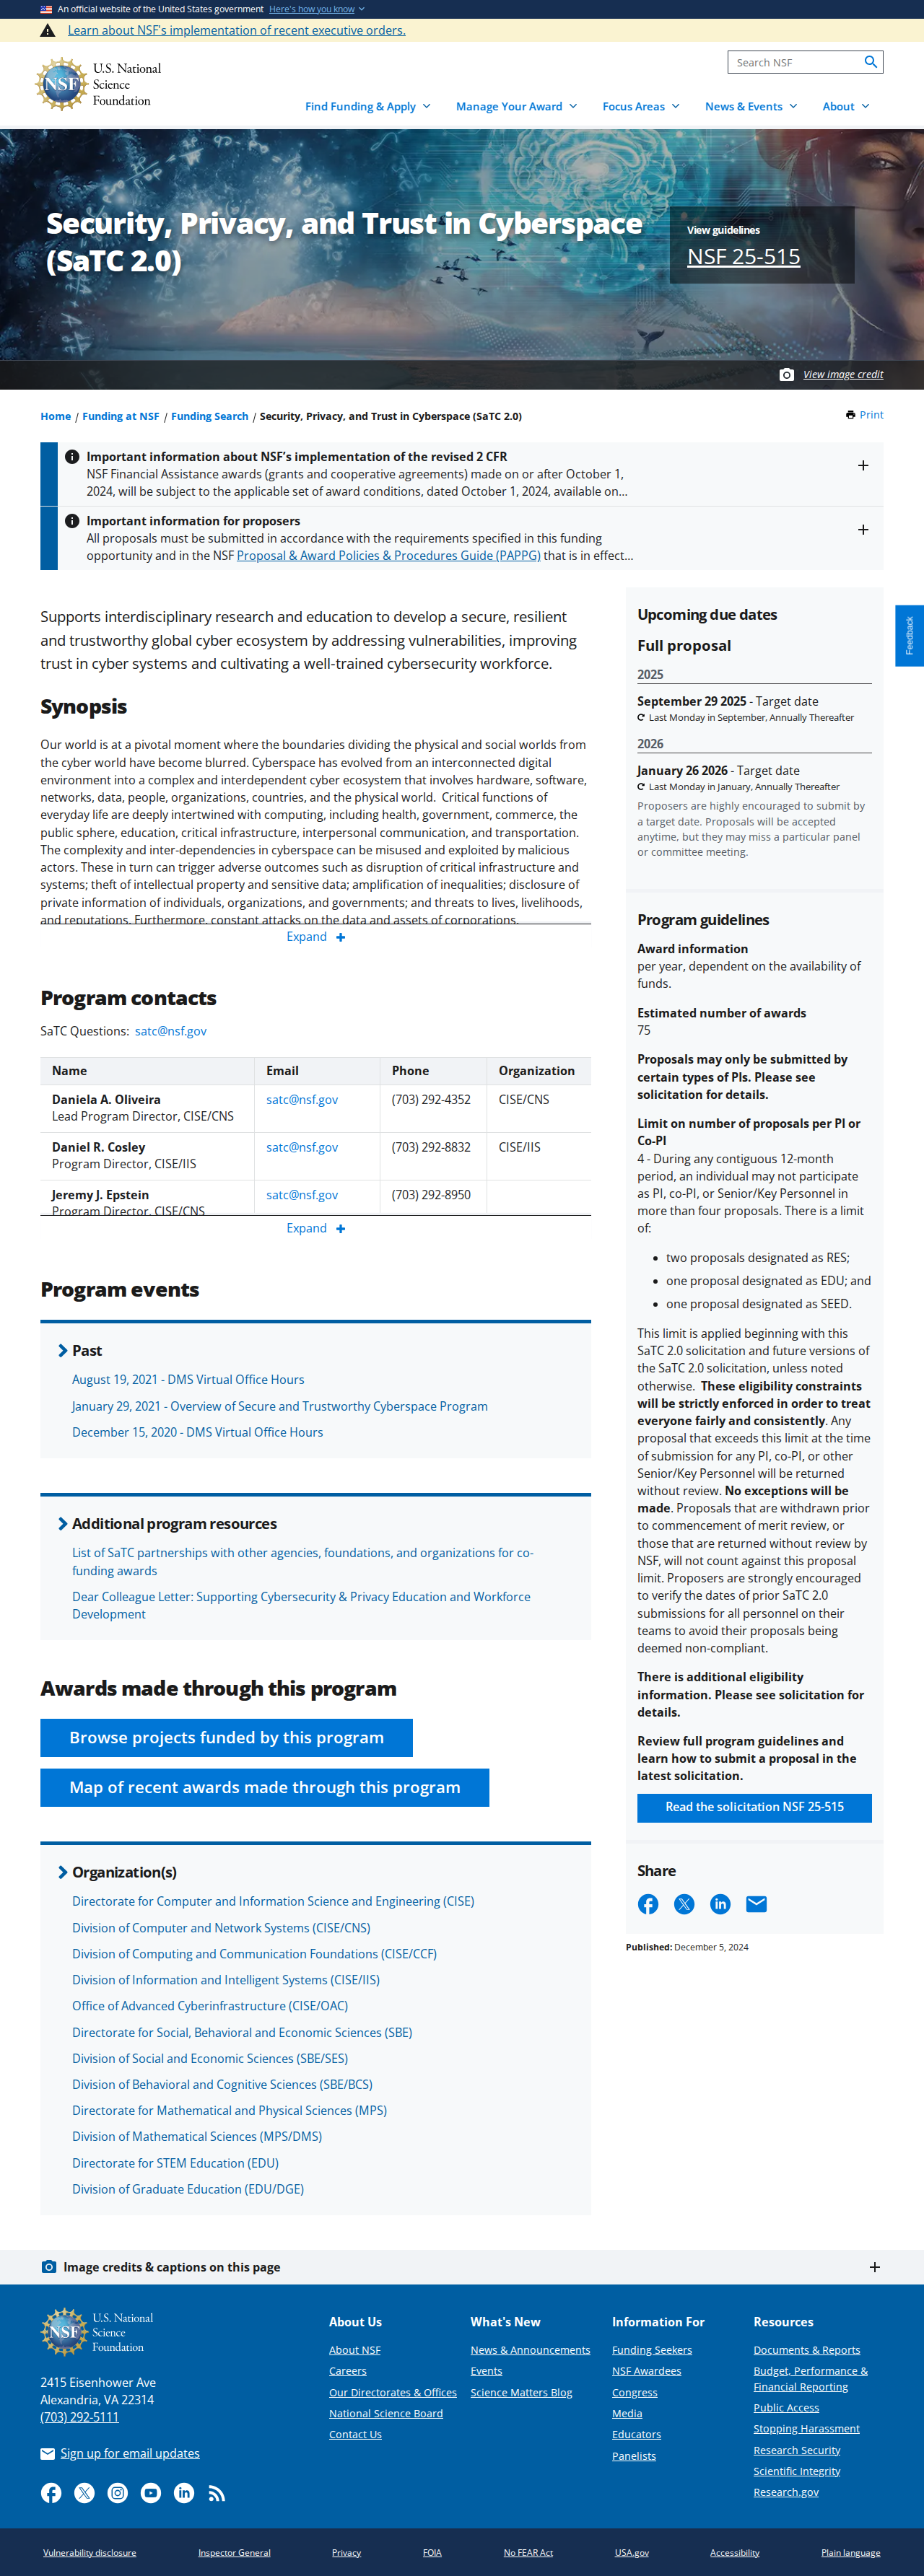 An official website of the United States government Here's how you know
Learn about NSF's implementation of recent executive orders.
U.S. National
Science
Foundation
NSF
Search NSF
Find Funding & Apply Manage Your Award Focus Areas News & Events About
Security, Privacy, and Trust in Cyberspace
(SaTC 2.0)
View guidelines
NSF 25-515
View image credit
Home / Funding at NSF / Funding Search / Security, Privacy, and Trust in Cyberspace (SaTC 2.0)
Print
Important information about NSF’s implementation of the revised 2 CFR
NSF Financial Assistance awards (grants and cooperative agreements) made on or after October 1,
2024, will be subject to the applicable set of award conditions, dated October 1, 2024, available on...
Important information for proposers
All proposals must be submitted in accordance with the requirements specified in this funding
opportunity and in the NSF Proposal & Award Policies & Procedures Guide (PAPPG) that is in effect...
Supports interdisciplinary research and education to develop a secure, resilient
and trustworthy global cyber ecosystem by addressing vulnerabilities, improving
trust in cyber systems and cultivating a well-trained cybersecurity workforce.
Synopsis
Our world is at a pivotal moment where the boundaries dividing the physical and social worlds from
the cyber world have become blurred. Cyberspace has evolved from an interconnected digital
environment into a complex and interdependent cyber ecosystem that involves hardware, software,
networks, data, people, organizations, countries, and the physical world. Critical functions of
everyday life are deeply intertwined with computing, including health, government, commerce, the
public sphere, education, critical infrastructure, interpersonal communication, and transportation.
The complexity and inter-dependencies in cyberspace can be misused and exploited by malicious
actors. These in turn can trigger adverse outcomes such as disruption of critical infrastructure and
systems; theft of intellectual property and sensitive data; amplification of inequalities; disclosure of
private information of individuals, organizations, and governments; and threats to lives, livelihoods,
and reputations. Furthermore, constant attacks on the data and assets of corporations,
Expand
Program contacts
SaTC Questions: satc@nsf.gov
Name Email Phone Organization
Daniela A. Oliveira
Lead Program Director, CISE/CNS
satc@nsf.gov (703) 292-4352 CISE/CNS
Daniel R. Cosley
Program Director, CISE/IIS
satc@nsf.gov (703) 292-8832 CISE/IIS
Jeremy J. Epstein
Program Director, CISE/CNS
satc@nsf.gov (703) 292-8950
Expand
Program events
Past
August 19, 2021 - DMS Virtual Office Hours
January 29, 2021 - Overview of Secure and Trustworthy Cyberspace Program
December 15, 2020 - DMS Virtual Office Hours
Additional program resources
List of SaTC partnerships with other agencies, foundations, and organizations for co-
funding awards
Dear Colleague Letter: Supporting Cybersecurity & Privacy Education and Workforce
Development
Awards made through this program
Browse projects funded by this program
Map of recent awards made through this program
Organization(s)
Directorate for Computer and Information Science and Engineering (CISE)
Division of Computer and Network Systems (CISE/CNS)
Division of Computing and Communication Foundations (CISE/CCF)
Division of Information and Intelligent Systems (CISE/IIS)
Office of Advanced Cyberinfrastructure (CISE/OAC)
Directorate for Social, Behavioral and Economic Sciences (SBE)
Division of Social and Economic Sciences (SBE/SES)
Division of Behavioral and Cognitive Sciences (SBE/BCS)
Directorate for Mathematical and Physical Sciences (MPS)
Division of Mathematical Sciences (MPS/DMS)
Directorate for STEM Education (EDU)
Division of Graduate Education (EDU/DGE)
Upcoming due dates
Full proposal
2025
September 29 2025 - Target date
Last Monday in September, Annually Thereafter
2026
January 26 2026 - Target date
Last Monday in January, Annually Thereafter
Proposers are highly encouraged to submit by
a target date. Proposals will be accepted
anytime, but they may miss a particular panel
or committee meeting.
Feedback
Program guidelines
Award information
per year, dependent on the availability of
funds.
Estimated number of awards
75
Proposals may only be submitted by
certain types of PIs. Please see
solicitation for details.
Limit on number of proposals per PI or
Co-PI
4 - During any contiguous 12-month
period, an individual may not participate
as PI, co-PI, or Senior/Key Personnel in
more than four proposals. There is a limit
of:
two proposals designated as RES;
one proposal designated as EDU; and
one proposal designated as SEED.
This limit is applied beginning with this
SaTC 2.0 solicitation and future versions of
the SaTC 2.0 solicitation, unless noted
otherwise. These eligibility constraints
will be strictly enforced in order to treat
everyone fairly and consistently. Any
proposal that exceeds this limit at the time
of submission for any PI, co-PI, or other
Senior/Key Personnel will be returned
without review. No exceptions will be
made. Proposals that are withdrawn prior
to commencement of merit review, or
those that are returned without review by
NSF, will not count against this proposal
limit. Proposers are strongly encouraged
to verify the dates of prior SaTC 2.0
submissions for all personnel on their
teams to avoid their proposals being
deemed non-compliant.
There is additional eligibility
information. Please see solicitation for
details.
Review full program guidelines and
learn how to submit a proposal in the
latest solicitation.
Read the solicitation NSF 25-515
Share
Published: December 5, 2024
Image credits & captions on this page
NSF
U.S. National
Science
Foundation
2415 Eisenhower Ave
Alexandria, VA 22314
(703) 292-5111
Sign up for email updates
About Us
About NSF
Careers
Our Directorates & Offices
National Science Board
Contact Us
What's New
News & Announcements
Events
Science Matters Blog
Information For
Funding Seekers
NSF Awardees
Congress
Media
Educators
Panelists
Resources
Documents & Reports
Budget, Performance &
Financial Reporting
Public Access
Stopping Harassment
Research Security
Scientific Integrity
Research.gov
Vulnerability disclosure Inspector General Privacy FOIA No FEAR Act USA.gov Accessibility Plain language